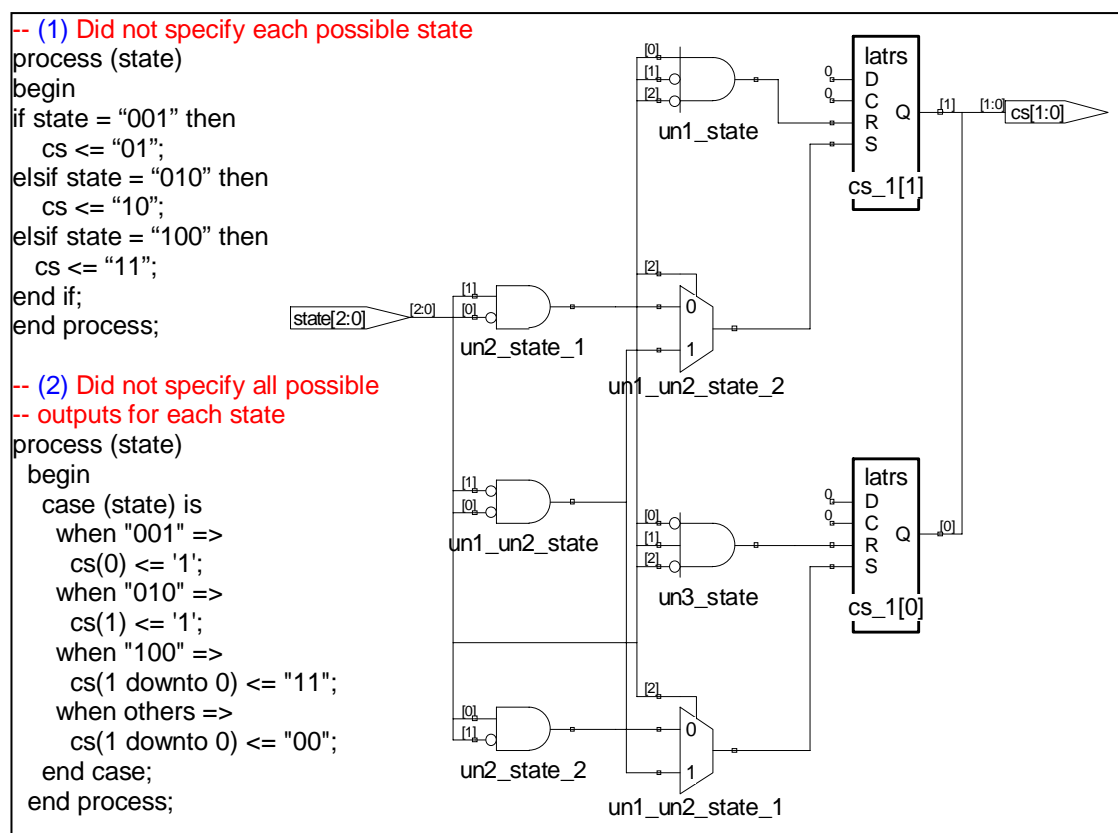 -- (1) Did not specify each possible state
process (state)
begin
if state = "001" then
cs <= "01";
elsif state = "010" then
cs <= “10”;
elsif state = “100” then
cs <= “11”;
end if;
end process;
-- (2) Did not specify all possible
-- outputs for each state
process (state)
begin
case (state) is
when "001" =>
cs(0) <= '1';
when "010" =>
cs(1) <= '1';
when "100" =>
cs(1 downto 0) <= "11";
when others =>
cs(1 downto 0) <= "00";
end case;
end process;
state[2:0]
[2:0]
[1]
[0]
un2_state_1
[1]
[0]
un1_un2_state
[0]
[1]
un2_state_2
[0]
[1]
[2]
un1_state
[2]
0
1
un1_un2_state_2
[0]
[1]
[2]
un3_state
[2]
0
1
un1_un2_state_1
latrs
0
D
0
C
R
S
Q
cs_1[1]
[1]
[1:0]
cs[1:0]
latrs
0
D
0
C
R
S
Q
cs_1[0]
[0]